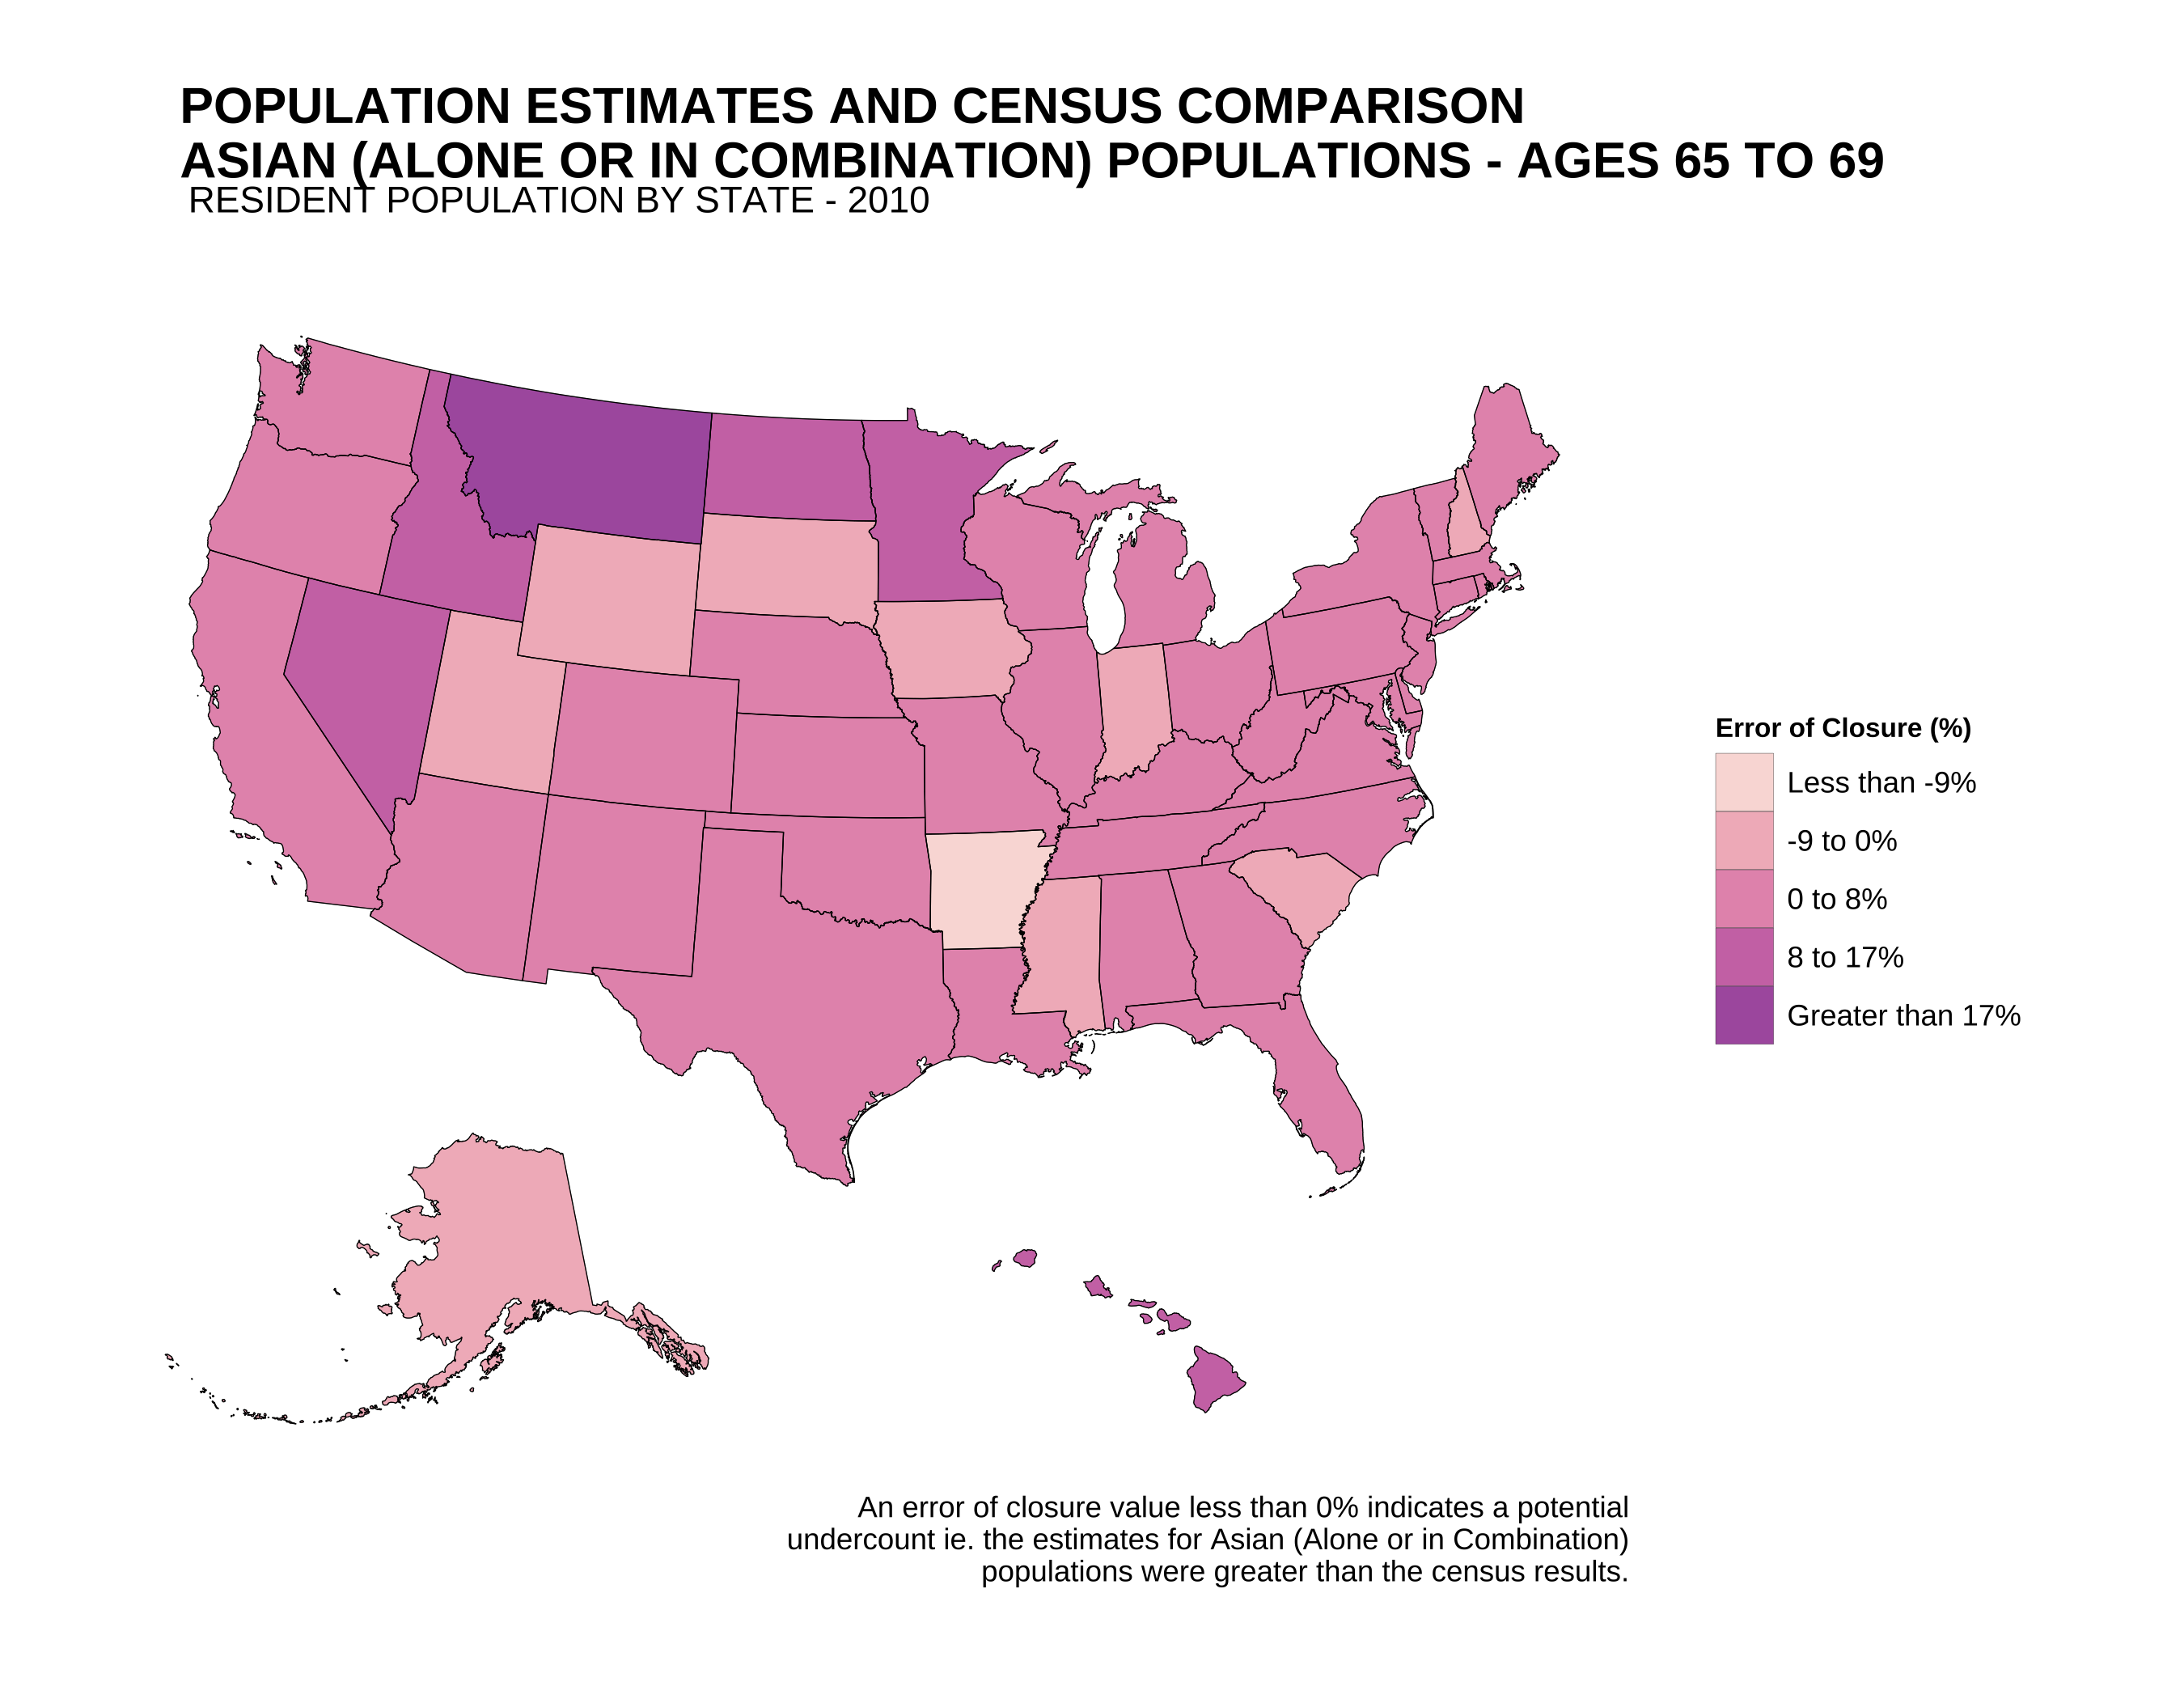 POPULATION ESTIMATES AND CENSUS COMPARISON
ASIAN (ALONE OR IN COMBINATION) POPULATIONS - AGES 65 TO 69
RESIDENT POPULATION BY STATE - 2010
Error of Closure (%)
Less than -9%
-9 to 0%
0 to 8%
8 to 17%
Greater than 17%
An error of closure value less than 0% indicates a potential
undercount ie. the estimates for Asian (Alone or in Combination)
populations were greater than the census results.